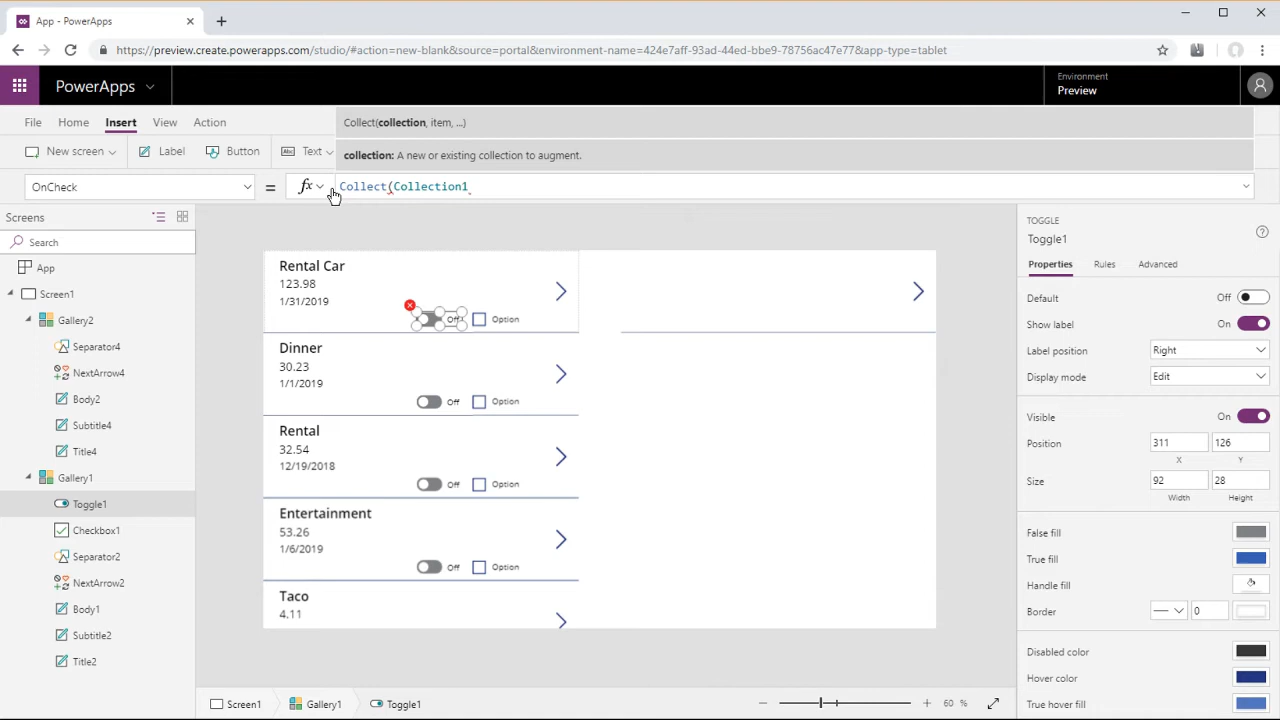 App - PowerApps
https://preview.create.powerapps.com/studio/#action=new-blank&source=portal&environment-name=424e7aff-93ad-44ed-bbe9-78756ac47e77&app-type=tablet
PowerApps
Environment
Preview
File Home Insert View Action
Collect(collection, item, ...)
New screen Label Button Text
collection: A new or existing collection to augment.
OnCheck = fx Collect(Collection1
Screens
Search
App
Screen1
Gallery2
Separator4
NextArrow4
Body2
Subtitle4
Title4
Gallery1
Toggle1
Checkbox1
Separator2
NextArrow2
Body1
Subtitle2
Title2
Rental Car
123.98
1/31/2019
Off Option
Dinner
30.23
1/1/2019
Off Option
Rental
32.54
12/19/2018
Off Option
Entertainment
53.26
1/6/2019
Off Option
Taco
4.11
TOGGLE
Toggle1
Properties Rules Advanced
Default Off
Show label On
Label position Right
Display mode Edit
Visible On
Position 311 126
X Y
Size 92 28
Width Height
False fill
True fill
Handle fill
Border 0
Disabled color
Hover color
True hover fill
Screen1 Gallery1 Toggle1
60 %